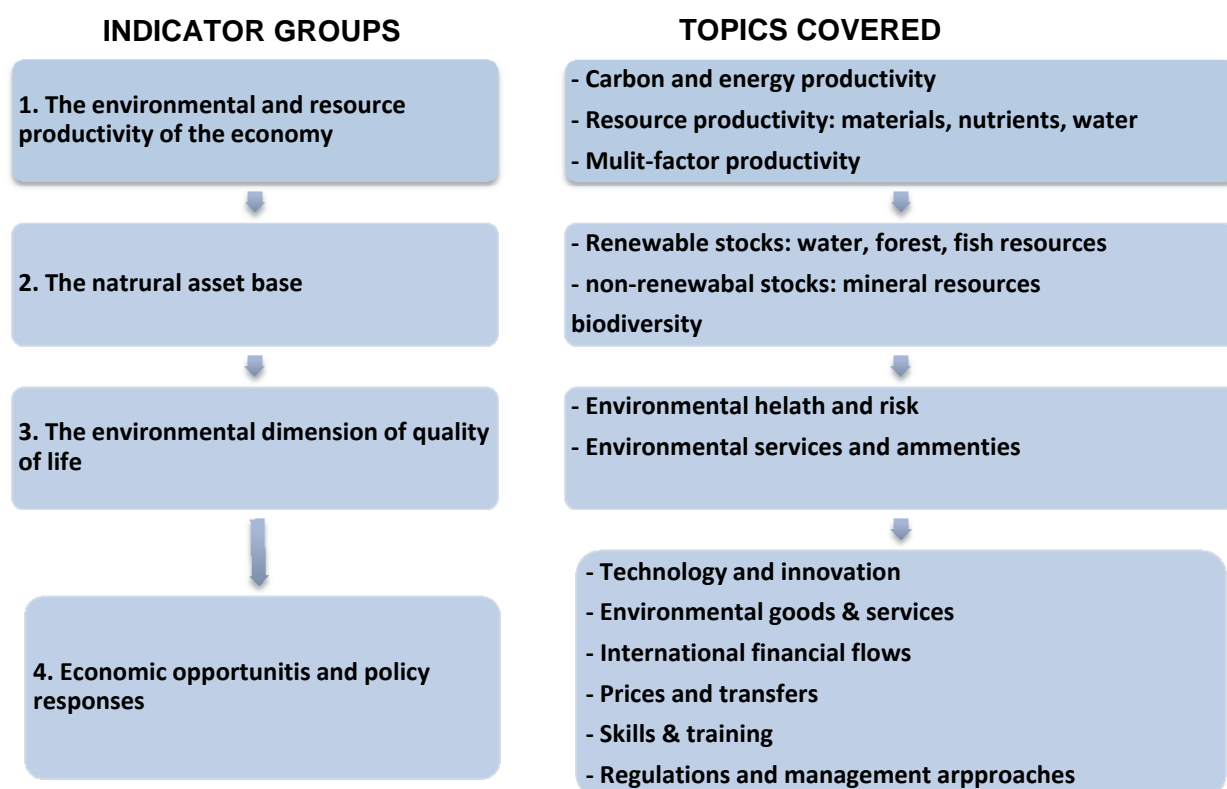 INDICATOR GROUPS
TOPICS COVERED
1. The environmental and resource
productivity of the economy
- Carbon and energy productivity
- Resource productivity: materials, nutrients, water
- Mulit-factor productivity
2. The natrural asset base
- Renewable stocks: water, forest, fish resources
- non-renewabal stocks: mineral resources
biodiversity
3. The environmental dimension of quality
of life
- Environmental helath and risk
- Environmental services and ammenties
4. Economic opportunitis and policy
responses
- Technology and innovation
- Environmental goods & services
- International financial flows
- Prices and transfers
- Skills & training
- Regulations and management arpproaches